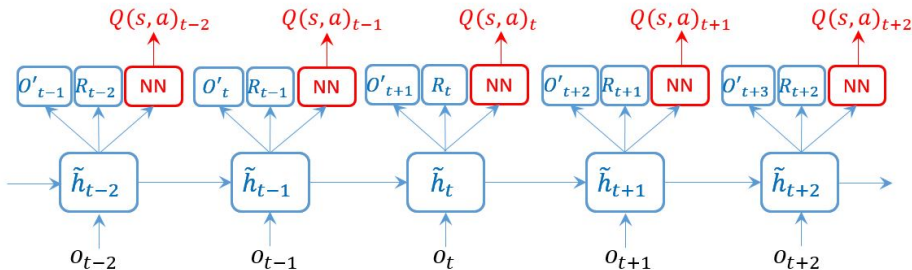 Q(s,a)ₜ₋₂ Q(s,a)ₜ₋₁ Q(s,a)ₜ Q(s,a)ₜ₊₁ Q(s,a)ₜ₊₂
O'ₜ₋₁ Rₜ₋₂ NN O'ₜ Rₜ₋₁ NN O'ₜ₊₁ Rₜ NN O'ₜ₊₂ Rₜ₊₁ NN O'ₜ₊₃ Rₜ₊₂ NN
h̃ₜ₋₂ h̃ₜ₋₁ h̃ₜ h̃ₜ₊₁ h̃ₜ₊₂
oₜ₋₂ oₜ₋₁ oₜ oₜ₊₁ oₜ₊₂